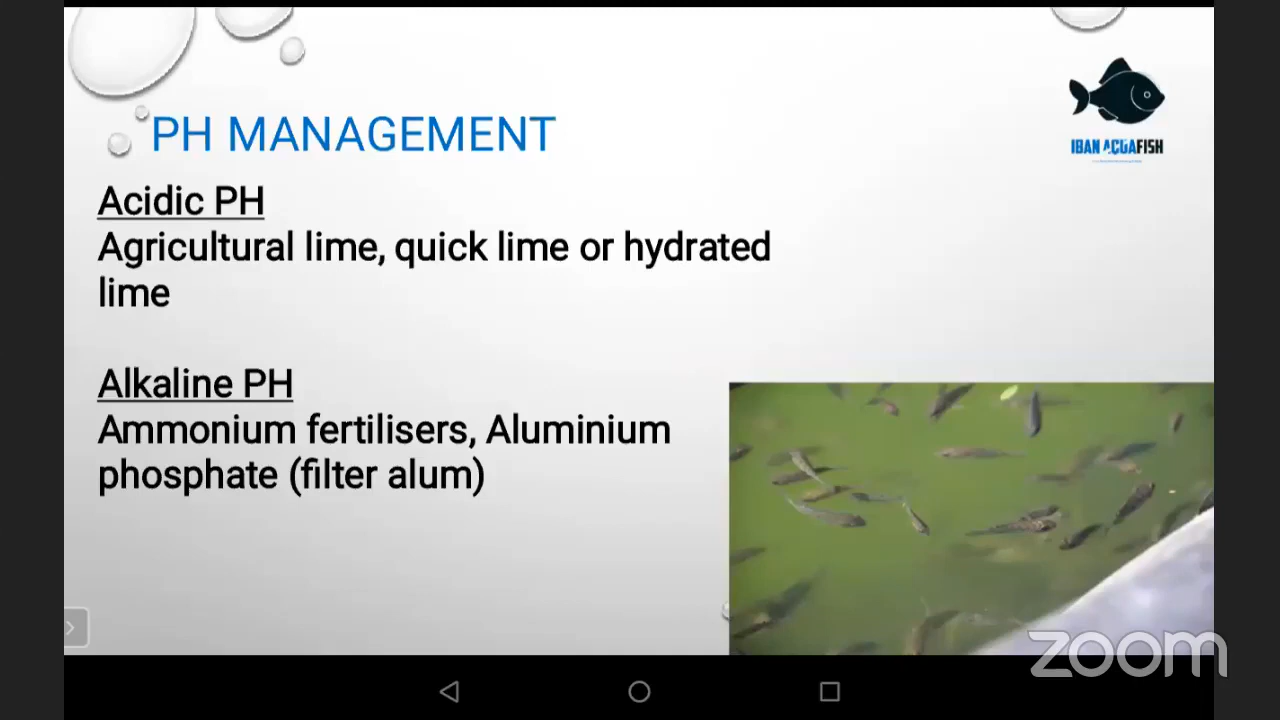 PH MANAGEMENT
IBAN AQUAFISH
Acidic PH
Agricultural lime, quick lime or hydrated
lime
Alkaline PH
Ammonium fertilisers, Aluminium
phosphate (filter alum)
zoom